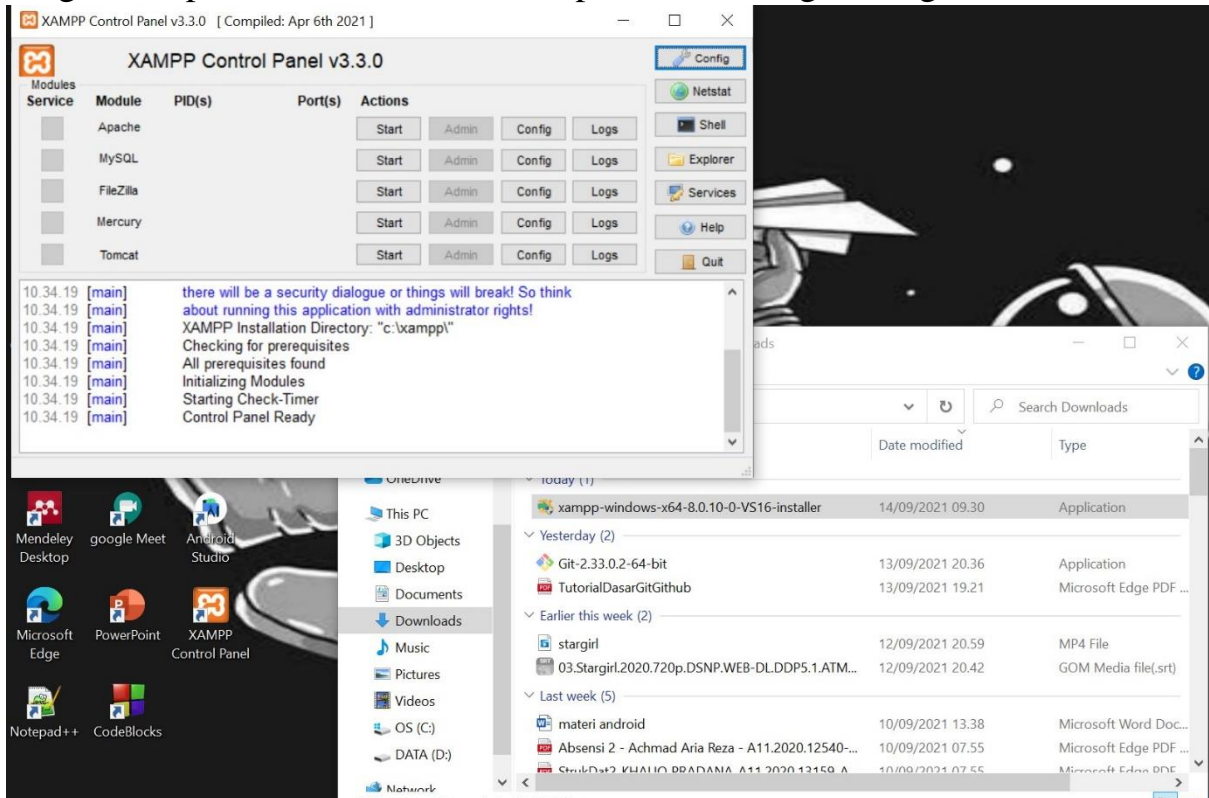 XAMPP Control Panel v3.3.0 [ Compiled: Apr 6th 2021 ]
XAMPP Control Panel v3.3.0
Config
Modules
Service Module PID(s) Port(s) Actions
Netstat
Apache Start Admin Config Logs
Shell
MySQL Start Admin Config Logs
Explorer
FileZilla Start Admin Config Logs
Services
Mercury Start Admin Config Logs
Help
Tomcat Start Admin Config Logs
Quit
10.34.19 [main] there will be a security dialogue or things will break! So think
10.34.19 [main] about running this application with administrator rights!
10.34.19 [main] XAMPP Installation Directory: "c:\xampp\"
10.34.19 [main] Checking for prerequisites
10.34.19 [main] All prerequisites found
10.34.19 [main] Initializing Modules
10.34.19 [main] Starting Check-Timer
10.34.19 [main] Control Panel Ready
ads
Search Downloads
Date modified Type
OneDrive
Today (1)
This PC
3D Objects
Desktop
Documents
Downloads
Music
Pictures
Videos
OS (C:)
DATA (D:)
Network
xampp-windows-x64-8.0.10-0-VS16-installer 14/09/2021 09.30 Application
Yesterday (2)
Git-2.33.0.2-64-bit 13/09/2021 20.36 Application
TutorialDasarGitGithub 13/09/2021 19.21 Microsoft Edge PDF ...
Earlier this week (2)
stargirl 12/09/2021 20.59 MP4 File
03.Stargirl.2020.720p.DSNP.WEB-DL.DDP5.1.ATM... 12/09/2021 20.42 GOM Media file(.srt)
Last week (5)
materi android 10/09/2021 13.38 Microsoft Word Doc...
Absensi 2 - Achmad Aria Reza - A11.2020.12540-... 10/09/2021 07.55 Microsoft Edge PDF ...
10/09/2021 07.55 Microsoft Edge PDF
Mendeley Desktop
google Meet
Android Studio
Microsoft Edge
PowerPoint
XAMPP Control Panel
Notepad++
CodeBlocks